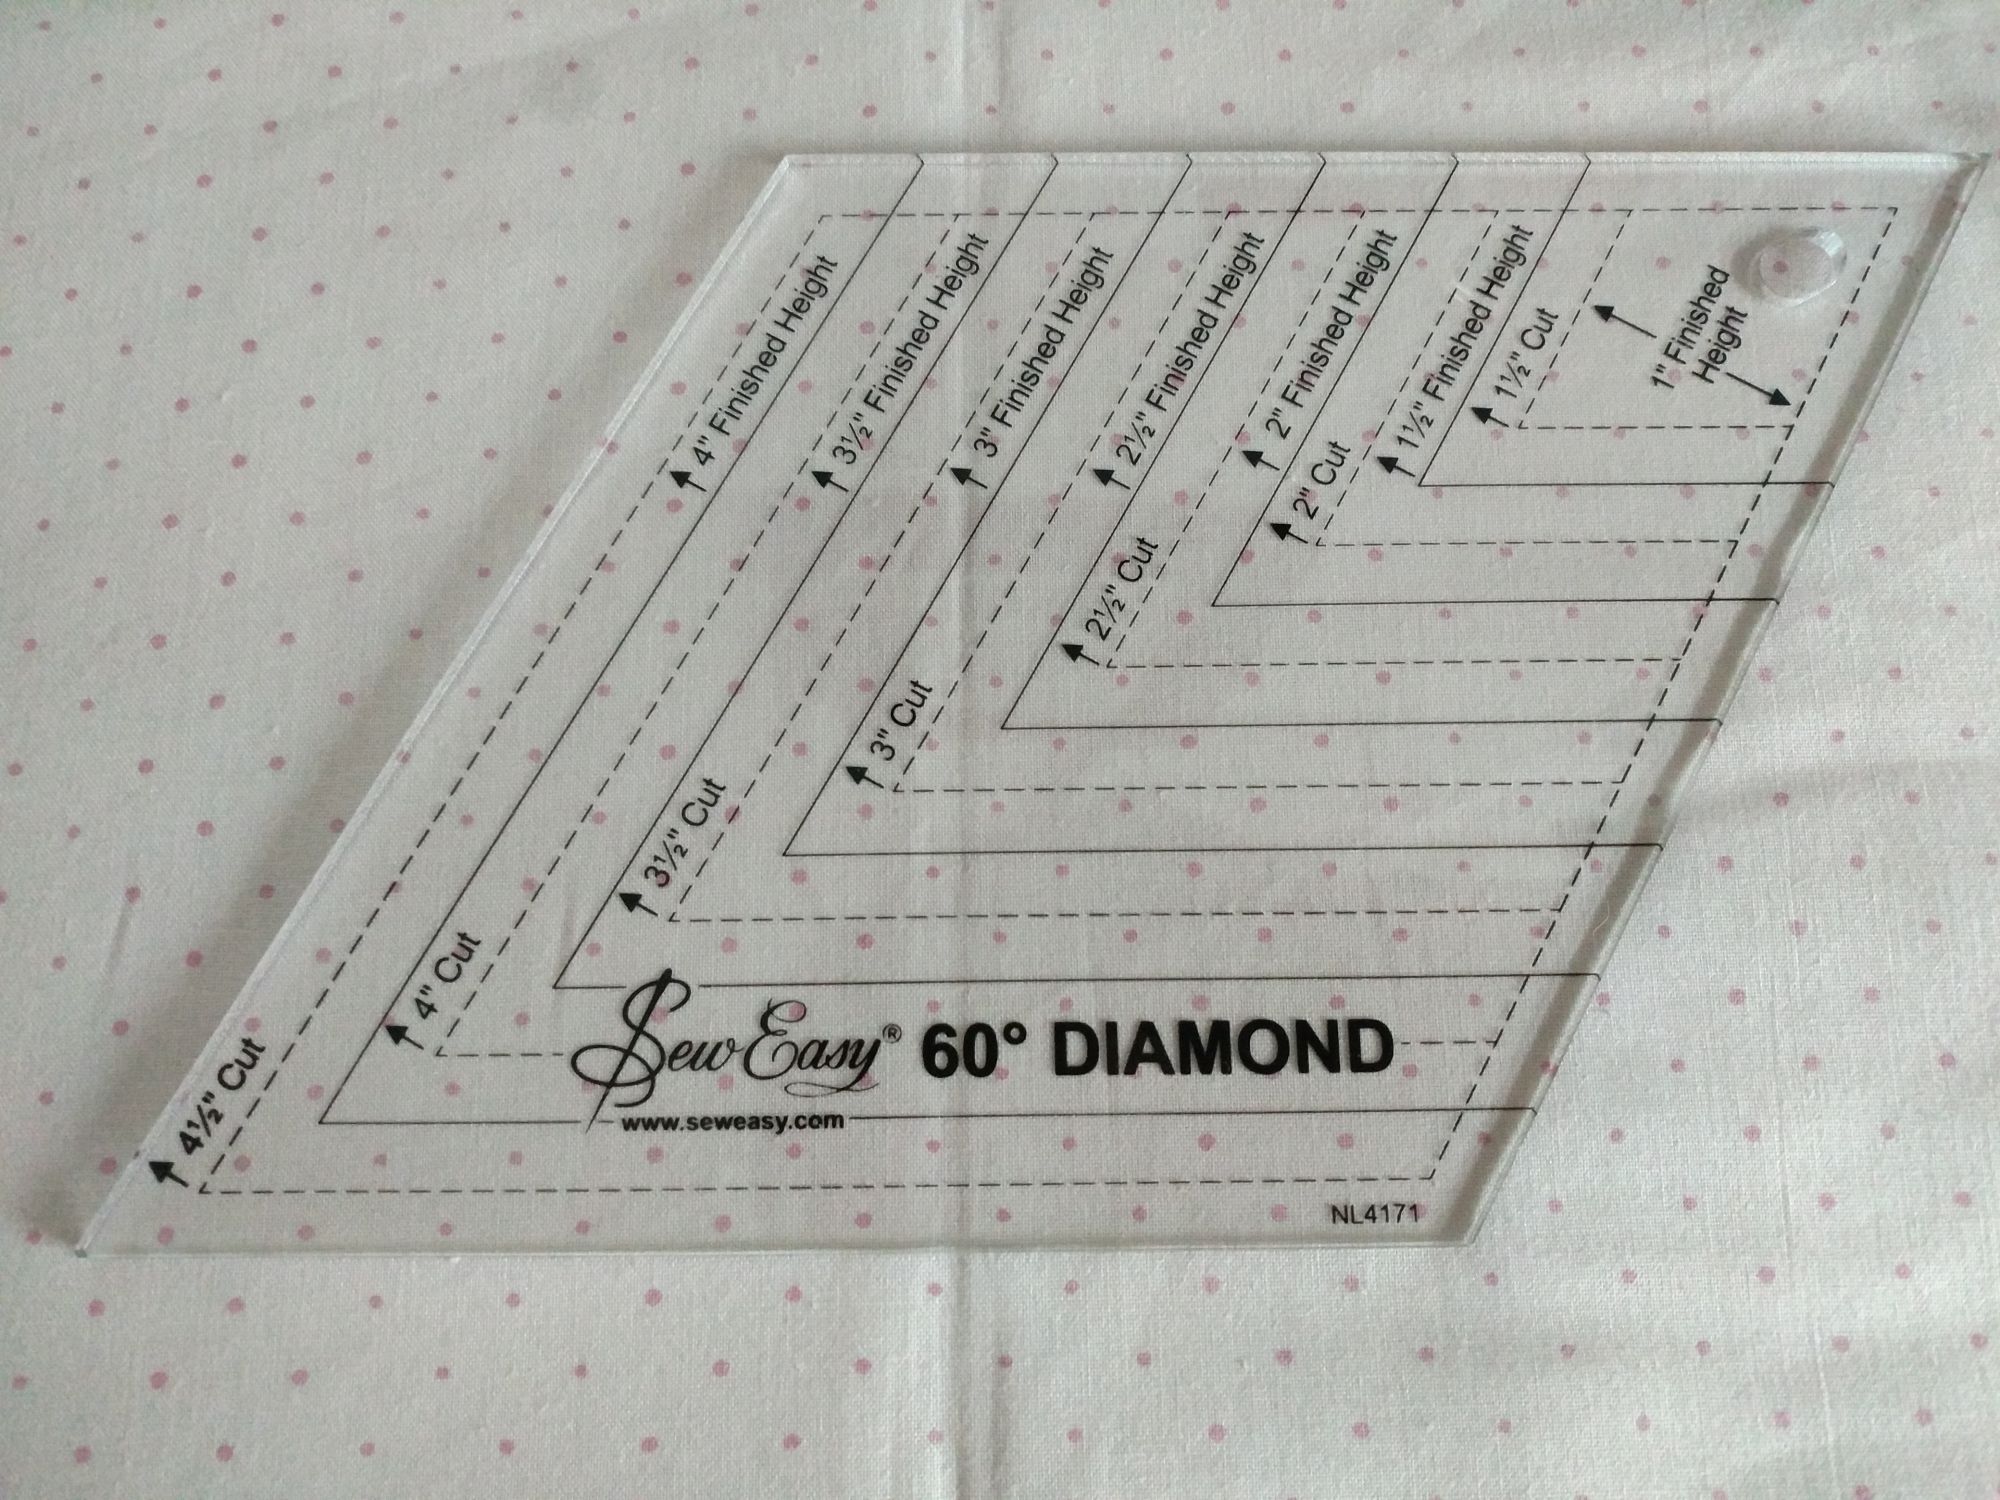 4" Finished Height
3½" Finished Height
3" Finished Height
2½" Finished Height
2" Finished Height
1½" Finished Height
1" Finished
Height
1½" Cut
2" Cut
2½" Cut
3" Cut
3½" Cut
4" Cut
4½" Cut
Sew Easy® 60° DIAMOND
www.seweasy.com
NL4171